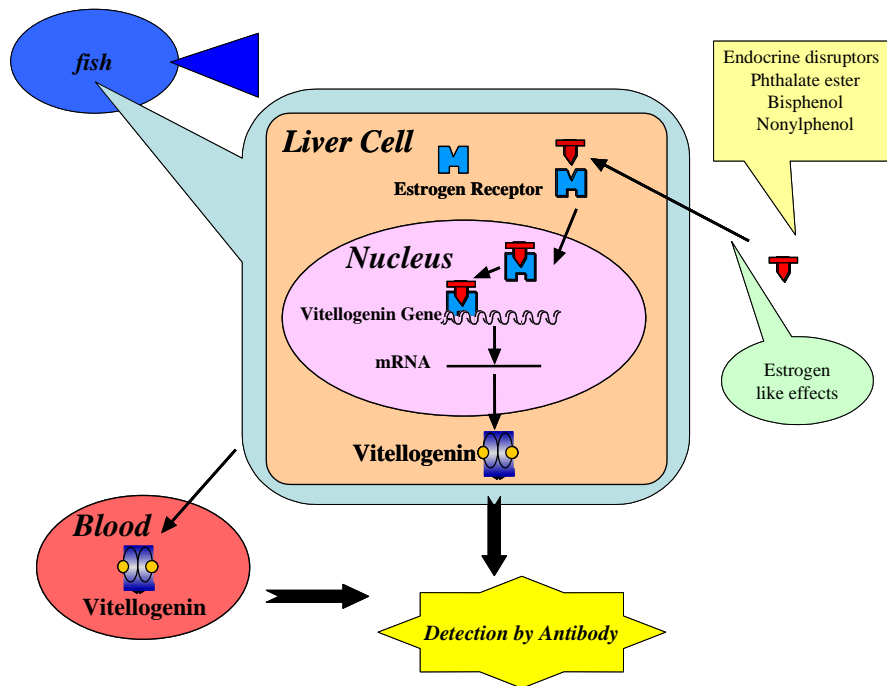 fish
Endocrine disruptors
Phthalate ester
Bisphenol
Nonylphenol
Liver Cell
Estrogen Receptor
Nucleus
Vitellogenin Gene
mRNA
Estrogen
like effects
Vitellogenin
Blood
Vitellogenin
Detection by Antibody